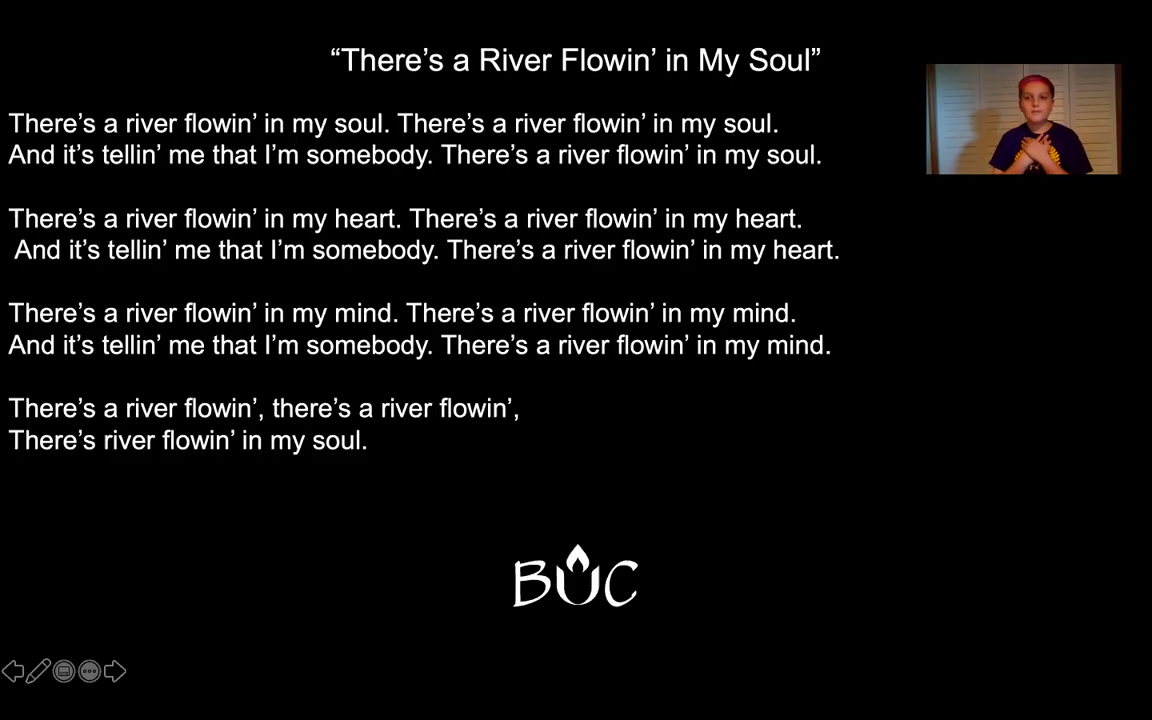 “There’s a River Flowin’ in My Soul”
There’s a river flowin’ in my soul. There’s a river flowin’ in my soul.
And it’s tellin’ me that I’m somebody. There’s a river flowin’ in my soul.
There’s a river flowin’ in my heart. There’s a river flowin’ in my heart.
And it’s tellin’ me that I’m somebody. There’s a river flowin’ in my heart.
There’s a river flowin’ in my mind. There’s a river flowin’ in my mind.
And it’s tellin’ me that I’m somebody. There’s a river flowin’ in my mind.
There’s a river flowin’, there’s a river flowin’,
There’s river flowin’ in my soul.
BUC